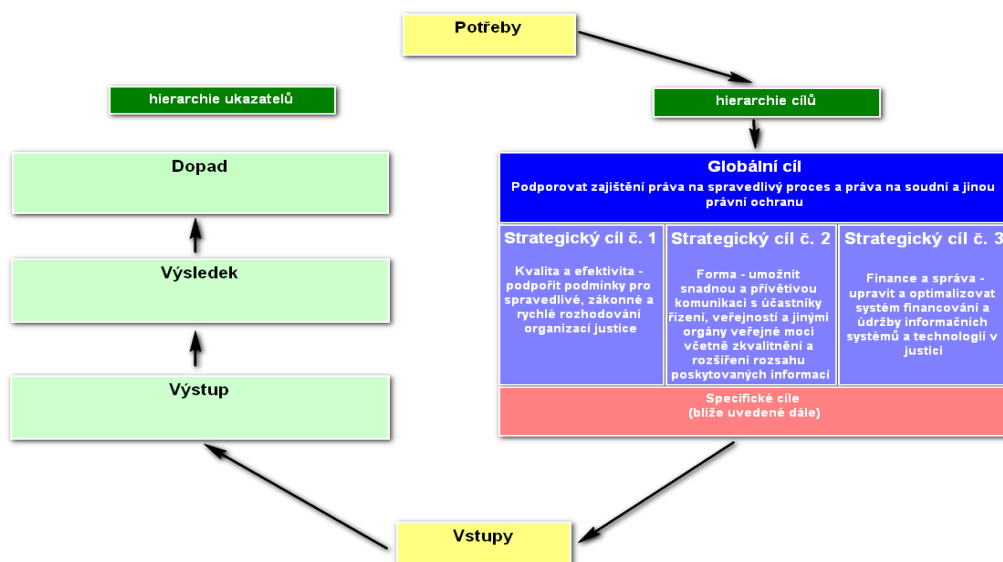 Potřeby
hierarchie ukazatelů
hierarchie cílů
Dopad
Výsledek
Výstup
Globální cíl
Podporovat zajištění práva na spravedlivý proces a práva na soudní a jinou
právní ochranu
Strategický cíl č. 1
Kvalita a efektivita -
podpořit podmínky pro
spravedlivé, zákonné a
rychlé rozhodování
organizací justice
Strategický cíl č. 2
Forma - umožnit
snadnou a přívětivou
komunikaci s účastníky
řízení, veřejností a jinými
orgány veřejné moci
včetně zkvalitnění a
rozšíření rozsahu
poskytovaných informací
Strategický cíl č. 3
Finance a správa -
upravit a optimalizovat
systém financování a
údržby informačních
systémů a technologií v
justici
Specifické cíle
(blíže uvedené dále)
Vstupy